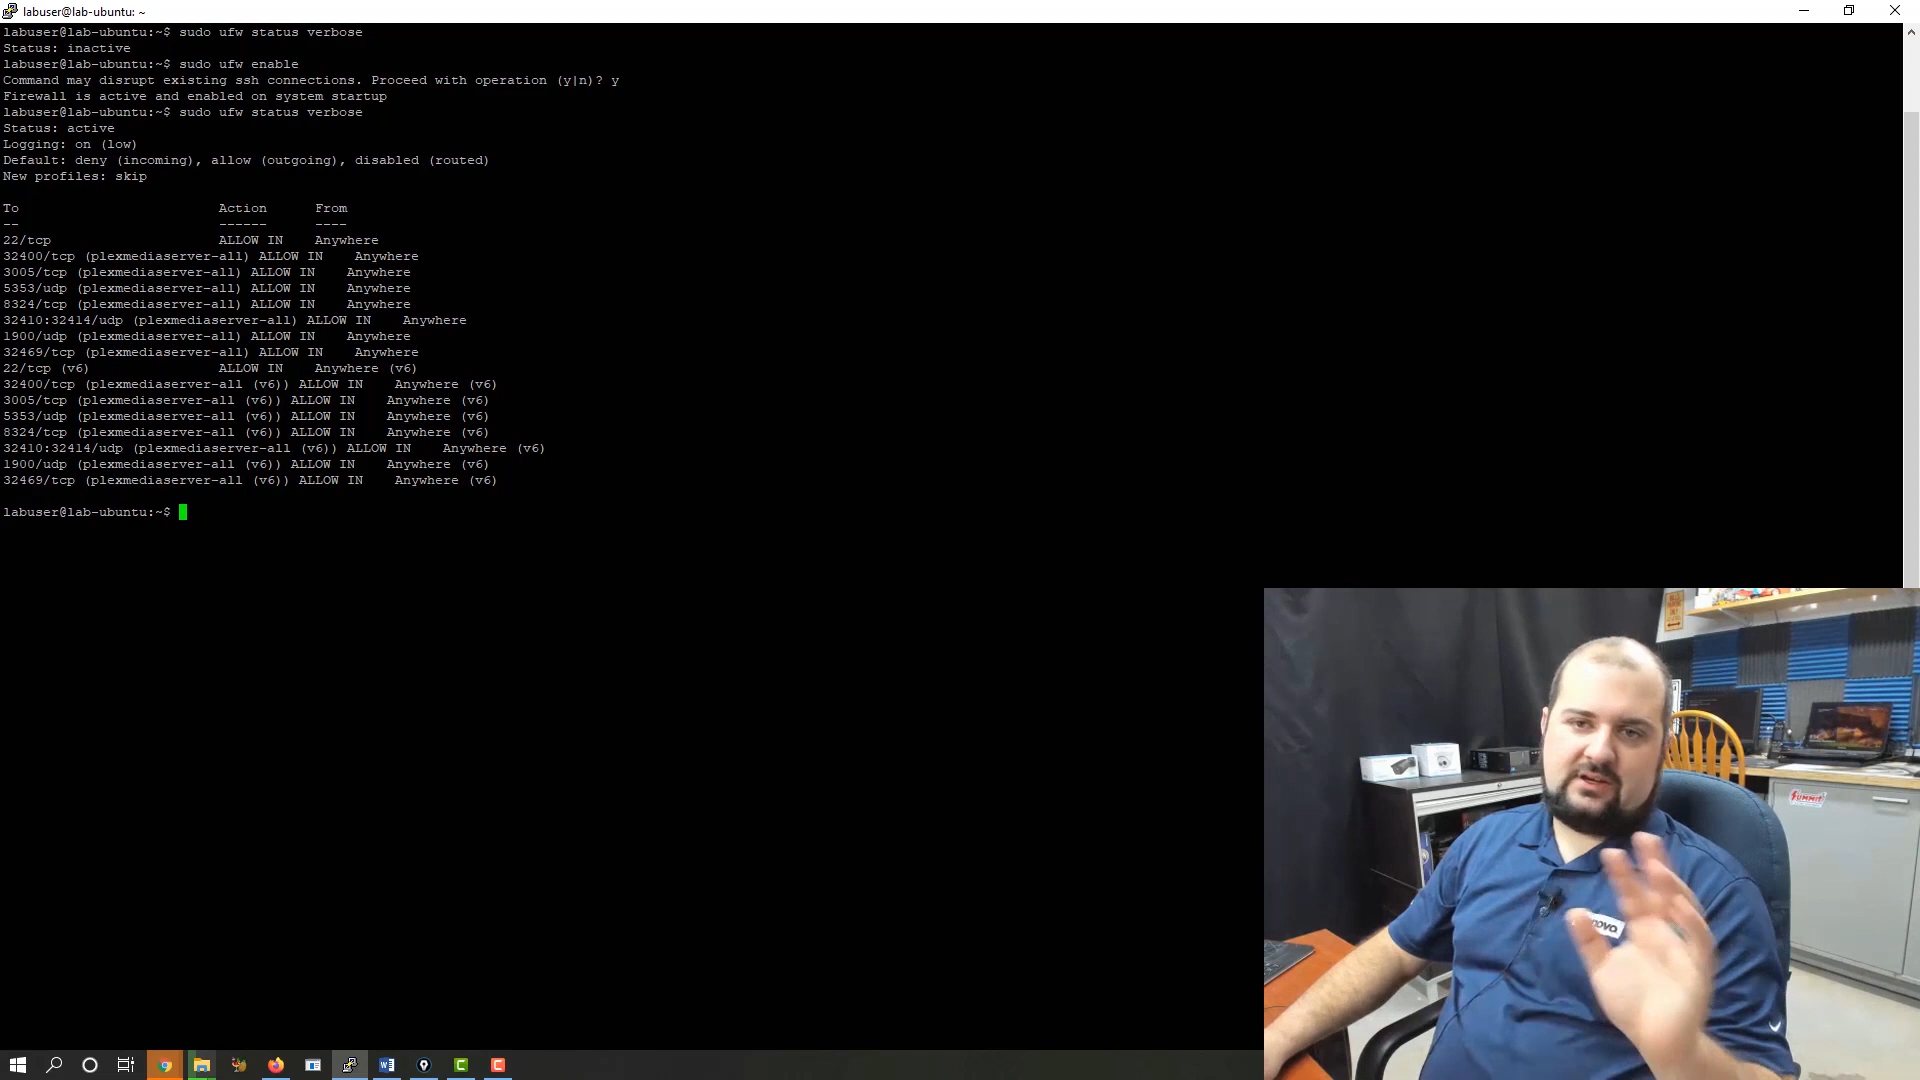 labuser@lab-ubuntu: ~
labuser@lab-ubuntu:~$ sudo ufw status verbose
Status: inactive
labuser@lab-ubuntu:~$ sudo ufw enable
Command may disrupt existing ssh connections. Proceed with operation (y|n)? y
Firewall is active and enabled on system startup
labuser@lab-ubuntu:~$ sudo ufw status verbose
Status: active
Logging: on (low)
Default: deny (incoming), allow (outgoing), disabled (routed)
New profiles: skip
To Action From
-- ------ ----
22/tcp ALLOW IN Anywhere
32400/tcp (plexmediaserver-all) ALLOW IN Anywhere
3005/tcp (plexmediaserver-all) ALLOW IN Anywhere
5353/udp (plexmediaserver-all) ALLOW IN Anywhere
8324/tcp (plexmediaserver-all) ALLOW IN Anywhere
32410:32414/udp (plexmediaserver-all) ALLOW IN Anywhere
1900/udp (plexmediaserver-all) ALLOW IN Anywhere
32469/tcp (plexmediaserver-all) ALLOW IN Anywhere
22/tcp (v6) ALLOW IN Anywhere (v6)
32400/tcp (plexmediaserver-all (v6)) ALLOW IN Anywhere (v6)
3005/tcp (plexmediaserver-all (v6)) ALLOW IN Anywhere (v6)
5353/udp (plexmediaserver-all (v6)) ALLOW IN Anywhere (v6)
8324/tcp (plexmediaserver-all (v6)) ALLOW IN Anywhere (v6)
32410:32414/udp (plexmediaserver-all (v6)) ALLOW IN Anywhere (v6)
1900/udp (plexmediaserver-all (v6)) ALLOW IN Anywhere (v6)
32469/tcp (plexmediaserver-all (v6)) ALLOW IN Anywhere (v6)
labuser@lab-ubuntu:~$
SUMMIT